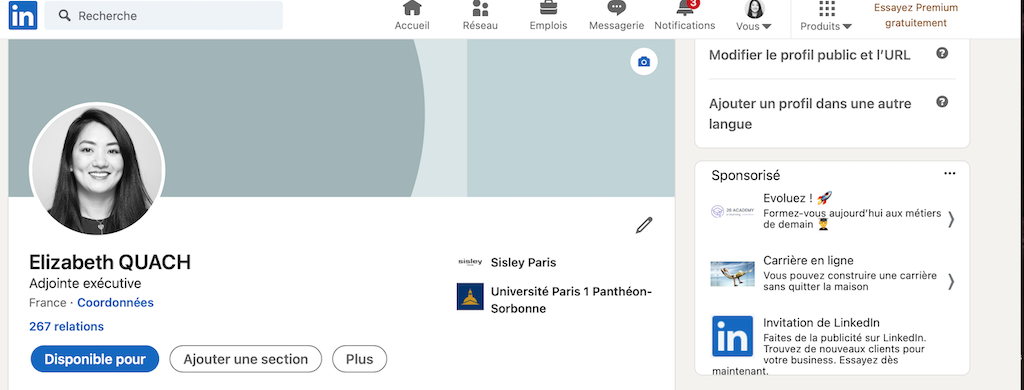 in
Recherche
Accueil
Réseau
Emplois
Messagerie
3
Notifications
Vous
Produits
Essayez Premium
gratuitement
Modifier le profil public et l'URL
?
Ajouter un profil dans une autre
langue
?
Elizabeth QUACH
Adjointe exécutive
France · Coordonnées
267 relations
Disponible pour
Ajouter une section
Plus
sisley
Sisley Paris
Université Paris 1 Panthéon-
Sorbonne
Sponsorisé
Evoluez ! 🚀
Formez-vous aujourd'hui aux métiers
de demain 👨‍🎓
Carrière en ligne
Vous pouvez construire une carrière
sans quitter la maison
in
Invitation de LinkedIn
Faites de la publicité sur LinkedIn.
Trouvez de nouveaux clients pour
votre business. Essayez dès
maintenant.